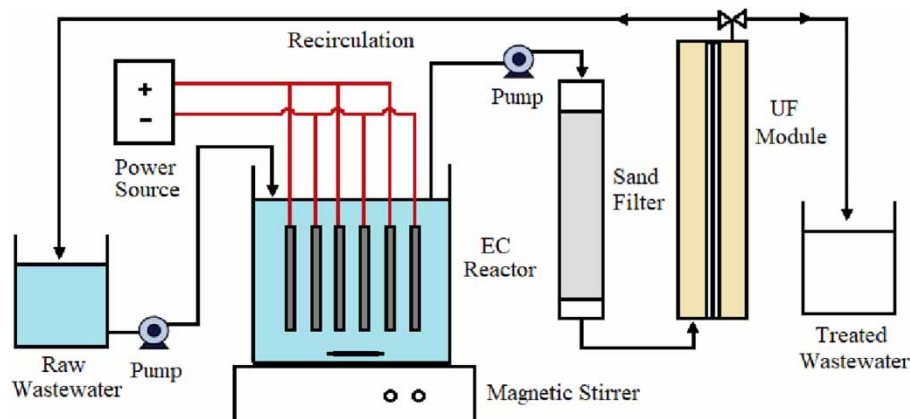 Recirculation
+
−
Power
Source
Pump
UF
Module
Sand
Filter
EC
Reactor
Raw
Wastewater
Pump
Treated
Wastewater
Magnetic Stirrer